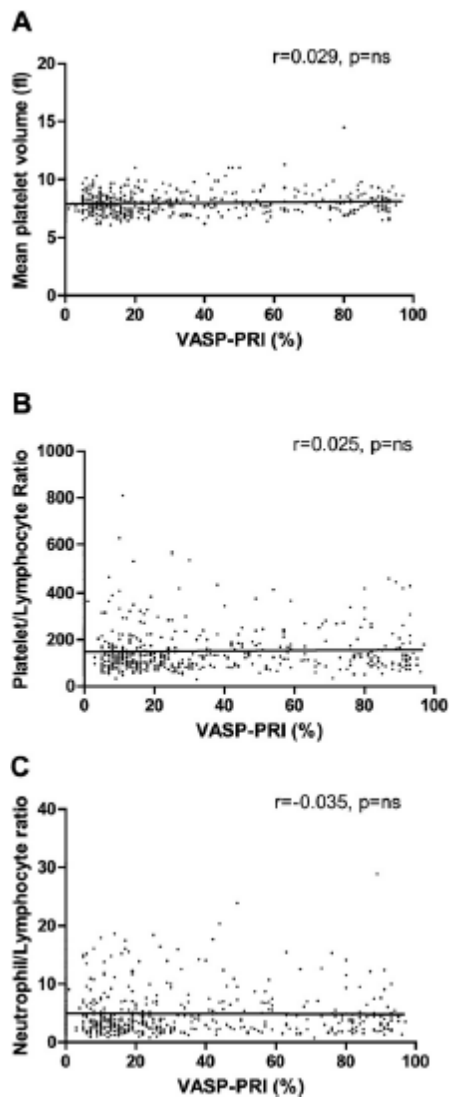 A
r=0.029, p=ns
Mean platelet volume (fl)
20
15
10
5
0
0 20 40 60 80 100
VASP-PRI (%)
B
r=0.025, p=ns
Platelet/Lymphocyte Ratio
1000
800
600
400
200
0
0 20 40 60 80 100
VASP-PRI (%)
C
r=-0.035, p=ns
Neutrophil/Lymphocyte ratio
40
30
20
10
0
0 20 40 60 80 100
VASP-PRI (%)